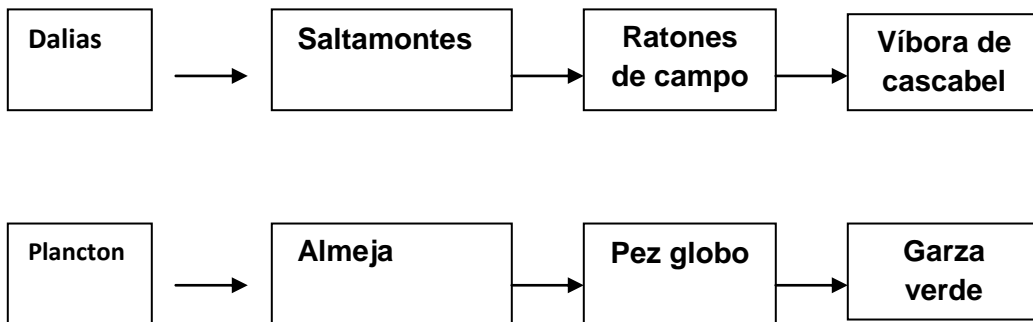 Dalias
Saltamontes
Ratones
de campo
Víbora de
cascabel
Plancton
Almeja
Pez globo
Garza
verde